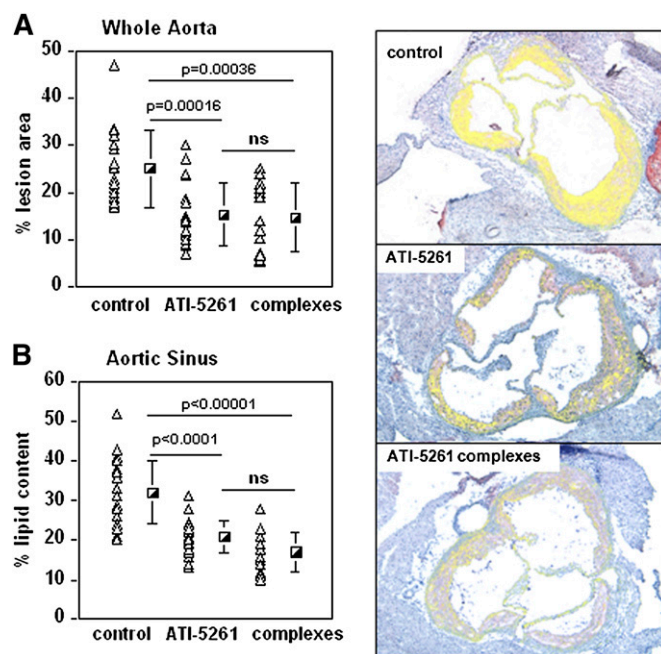 A Whole Aorta
% lesion area
50
40
30
20
10
0
p=0.00036
p=0.00016
ns
control ATI-5261 complexes
B Aortic Sinus
% lipid content
60
50
40
30
20
10
0
p<0.00001
p<0.0001
ns
control ATI-5261 complexes
control
ATI-5261
ATI-5261 complexes